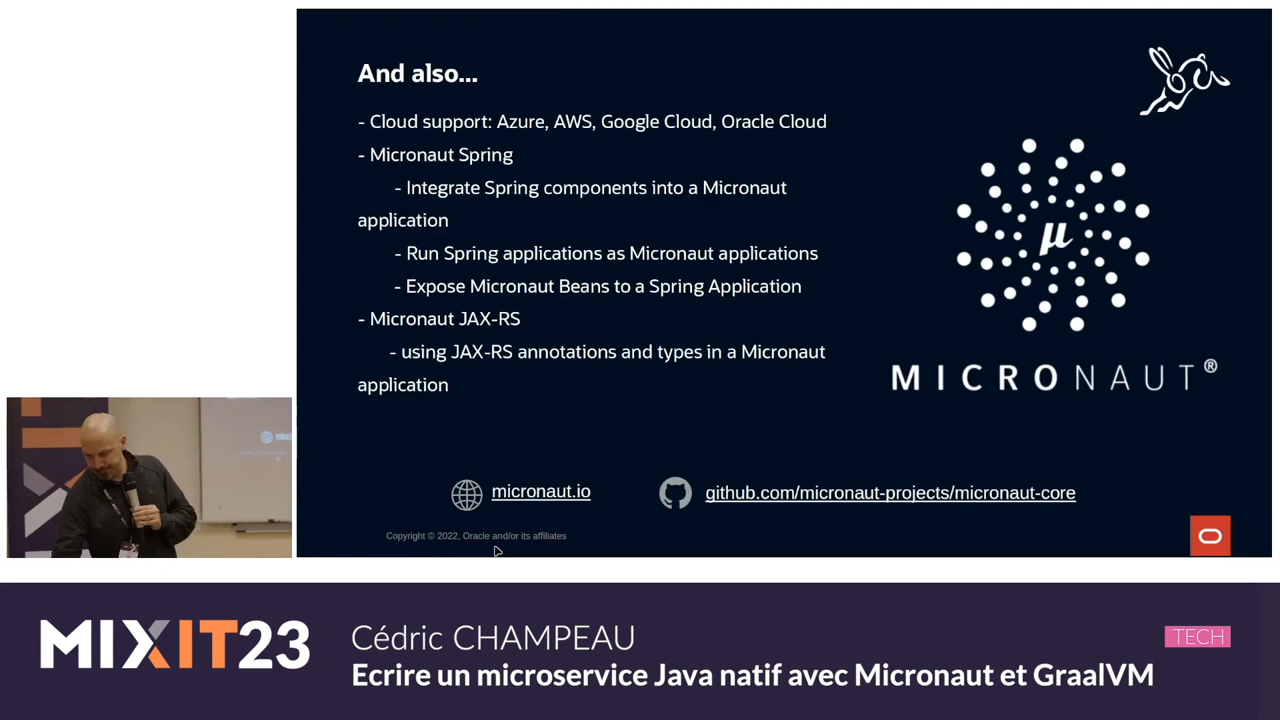 And also...
- Cloud support: Azure, AWS, Google Cloud, Oracle Cloud
- Micronaut Spring
- Integrate Spring components into a Micronaut
application
- Run Spring applications as Micronaut applications
- Expose Micronaut Beans to a Spring Application
- Micronaut JAX-RS
- using JAX-RS annotations and types in a Micronaut
application
µ
MICRONAUT®
micronaut.io
github.com/micronaut-projects/micronaut-core
Copyright © 2022, Oracle and/or its affiliates
MIXIT23
Cédric CHAMPEAU
TECH
Ecrire un microservice Java natif avec Micronaut et GraalVM